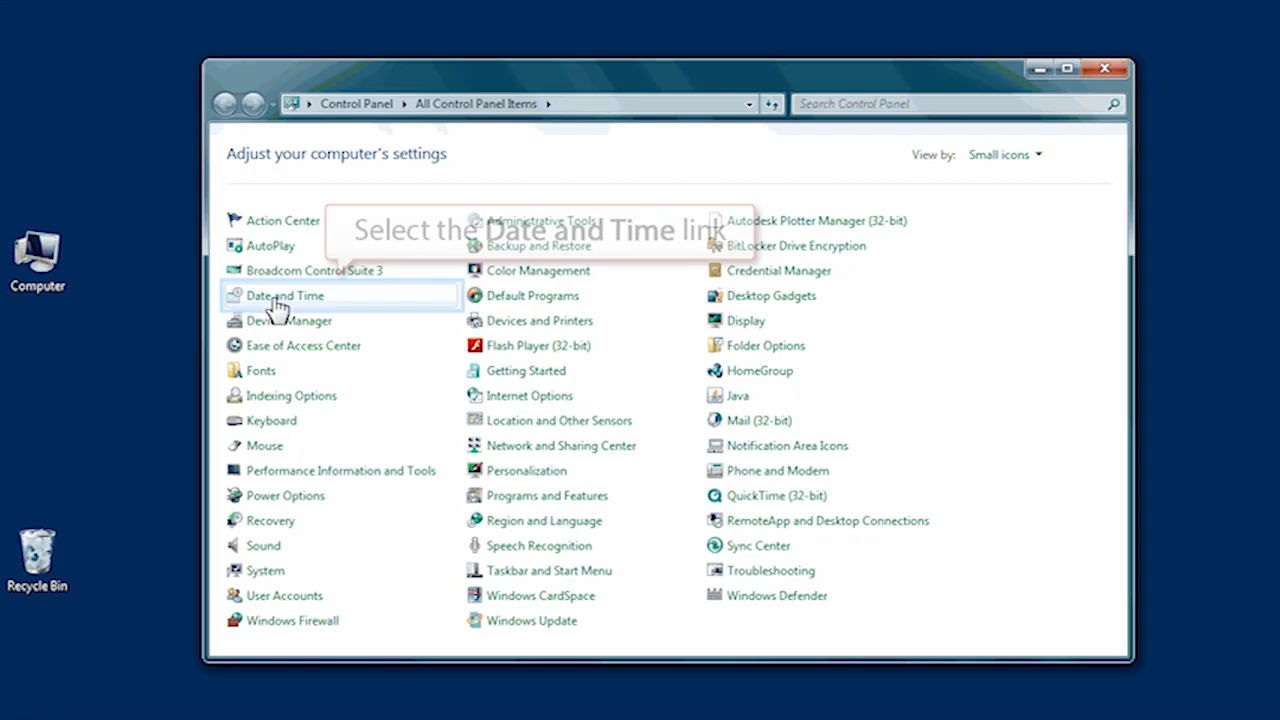 Control Panel All Control Panel Items Search Control Panel
Adjust your computer's settings View by: Small icons
Select the Date and Time link
Action Center Administrative Tools Autodesk Plotter Manager (32-bit)
AutoPlay Backup and Restore BitLocker Drive Encryption
Broadcom Control Suite 3 Color Management Credential Manager
Date and Time Default Programs Desktop Gadgets
Device Manager Devices and Printers Display
Ease of Access Center Flash Player (32-bit) Folder Options
Fonts Getting Started HomeGroup
Indexing Options Internet Options Java
Keyboard Location and Other Sensors Mail (32-bit)
Mouse Network and Sharing Center Notification Area Icons
Performance Information and Tools Personalization Phone and Modem
Power Options Programs and Features QuickTime (32-bit)
Recovery Region and Language RemoteApp and Desktop Connections
Sound Speech Recognition Sync Center
System Taskbar and Start Menu Troubleshooting
User Accounts Windows CardSpace Windows Defender
Windows Firewall Windows Update
Computer
Recycle Bin